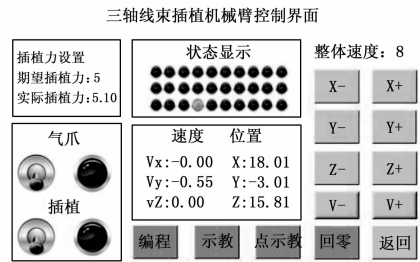 三轴线束插植机械臂控制界面
插植力设置
期望插植力:5
实际插植力:5.10
状态显示
整体速度: 8
X- X+
Y- Y+
Z- Z+
V- V+
气爪
插植
速度 位置
Vx:-0.00 X:18.01
Vy:-0.55 Y:-3.01
vZ:0.00 Z:15.81
编程 示教 点示教 回零 返回